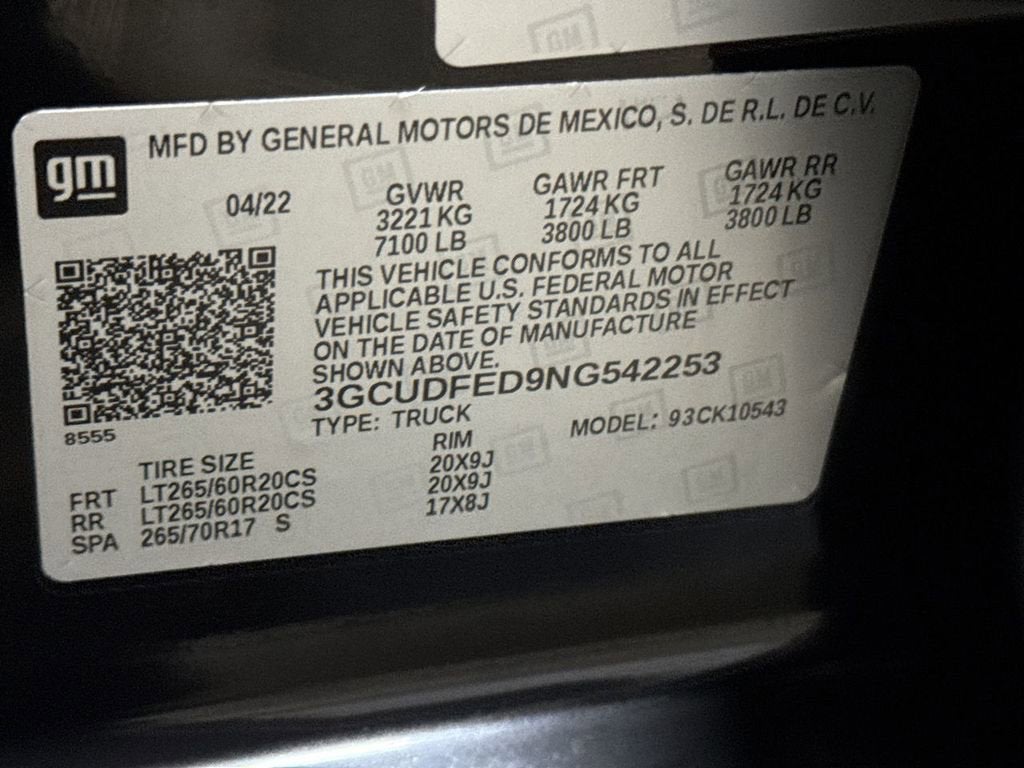 gm
MFD BY GENERAL MOTORS DE MEXICO, S. DE R.L. DE C.V.
04/22
GVWR
3221 KG
7100 LB
GAWR FRT
1724 KG
3800 LB
GAWR RR
1724 KG
3800 LB
THIS VEHICLE CONFORMS TO ALL
APPLICABLE U.S. FEDERAL MOTOR
VEHICLE SAFETY STANDARDS IN EFFECT
ON THE DATE OF MANUFACTURE
SHOWN ABOVE.
3GCUDFED9NG542253
TYPE: TRUCK
MODEL: 93CK10543
8555
TIRE SIZE RIM
FRT LT265/60R20CS 20X9J
RR LT265/60R20CS 20X9J
SPA 265/70R17 S 17X8J